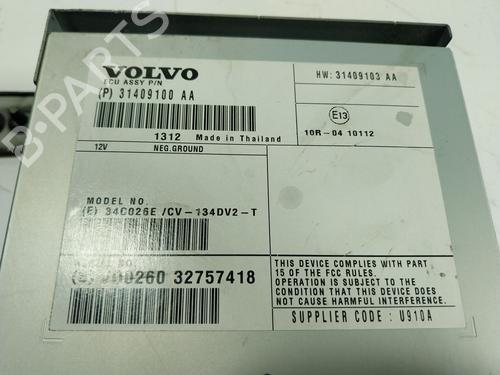 VOLVO
ECU ASSY P/N
(P) 31409100 AA
HW: 31409103 AA
E13
10R-04 10112
1312 Made in Thailand
12V NEG.GROUND
MODEL NO.
(E) 34C026E /CV-134DV2-T
NO.
32757418
THIS DEVICE COMPLIES WITH PART
15 OF THE FCC RULES.
OPERATION IS SUBJECT TO THE
CONDITION THAT THIS DEVICE DOES
NOT CAUSE HARMFUL INTERFERENCE.
SUPPLIER CODE : U910A
B-PARTS